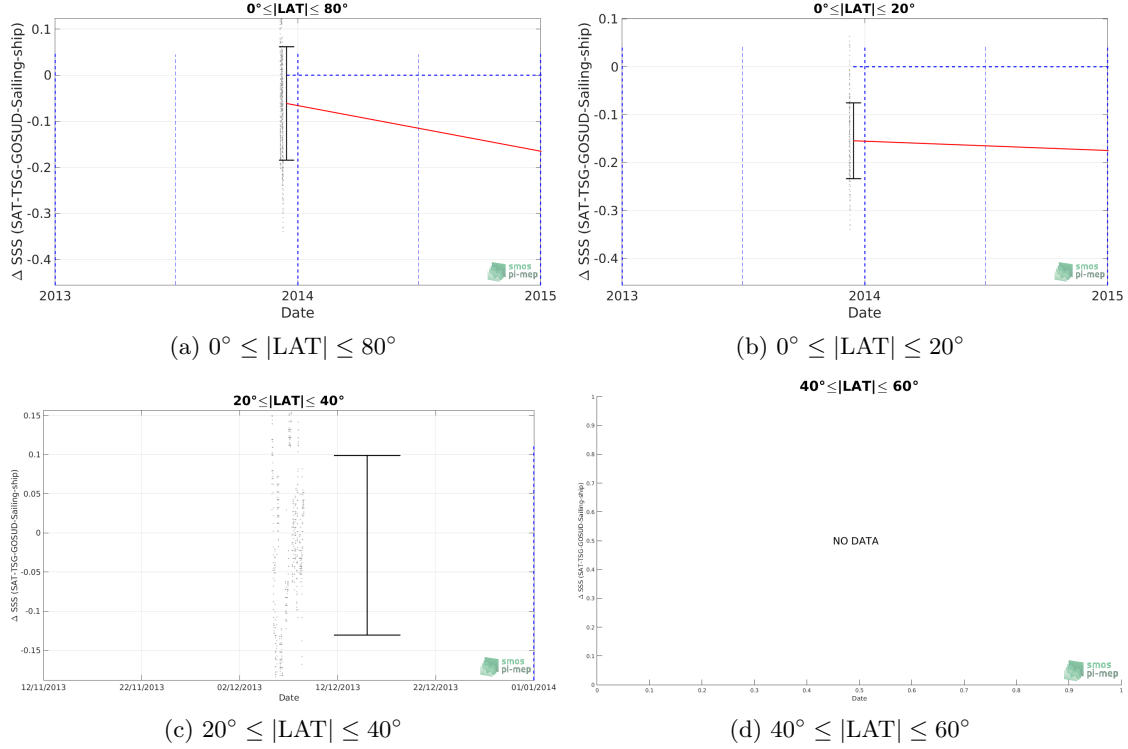 0°≤|LAT|≤ 80°
Δ SSS (SAT-TSG-GOSUD-Sailing-ship)
0.1
0
-0.1
-0.2
-0.3
-0.4
2013 2014 2015
Date
smos
pi-mep
(a) 0° ≤ |LAT| ≤ 80°
0°≤|LAT|≤ 20°
Δ SSS (SAT-TSG-GOSUD-Sailing-ship)
0.1
0
-0.1
-0.2
-0.3
-0.4
2013 2014 2015
Date
smos
pi-mep
(b) 0° ≤ |LAT| ≤ 20°
20°≤|LAT|≤ 40°
Δ SSS (SAT-TSG-GOSUD-Sailing-ship)
0.15
0.1
0.05
0
-0.05
-0.1
-0.15
12/11/2013 22/11/2013 02/12/2013 12/12/2013 22/12/2013 01/01/2014
Date
smos
pi-mep
(c) 20° ≤ |LAT| ≤ 40°
40°≤|LAT|≤ 60°
Δ SSS (SAT-TSG-GOSUD-Sailing-ship)
1
0.9
0.8
0.7
0.6
0.5
0.4
0.3
0.2
0.1
0
NO DATA
0 0.1 0.2 0.3 0.4 0.5 0.6 0.7 0.8 0.9 1
Date
smos
pi-mep
(d) 40° ≤ |LAT| ≤ 60°